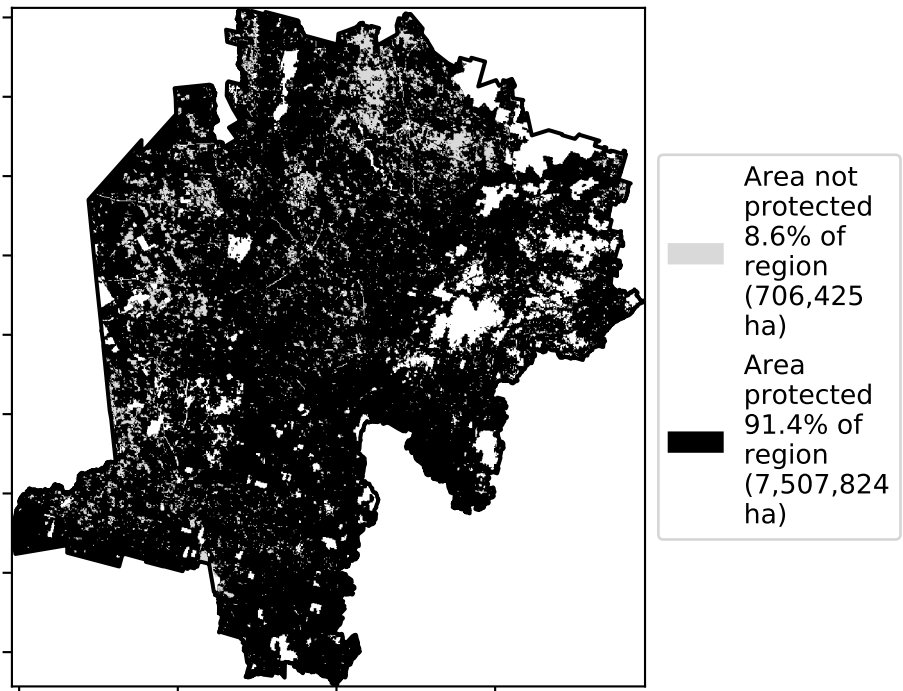 Area not
protected
8.6% of
region
(706,425
ha)
Area
protected
91.4% of
region
(7,507,824
ha)